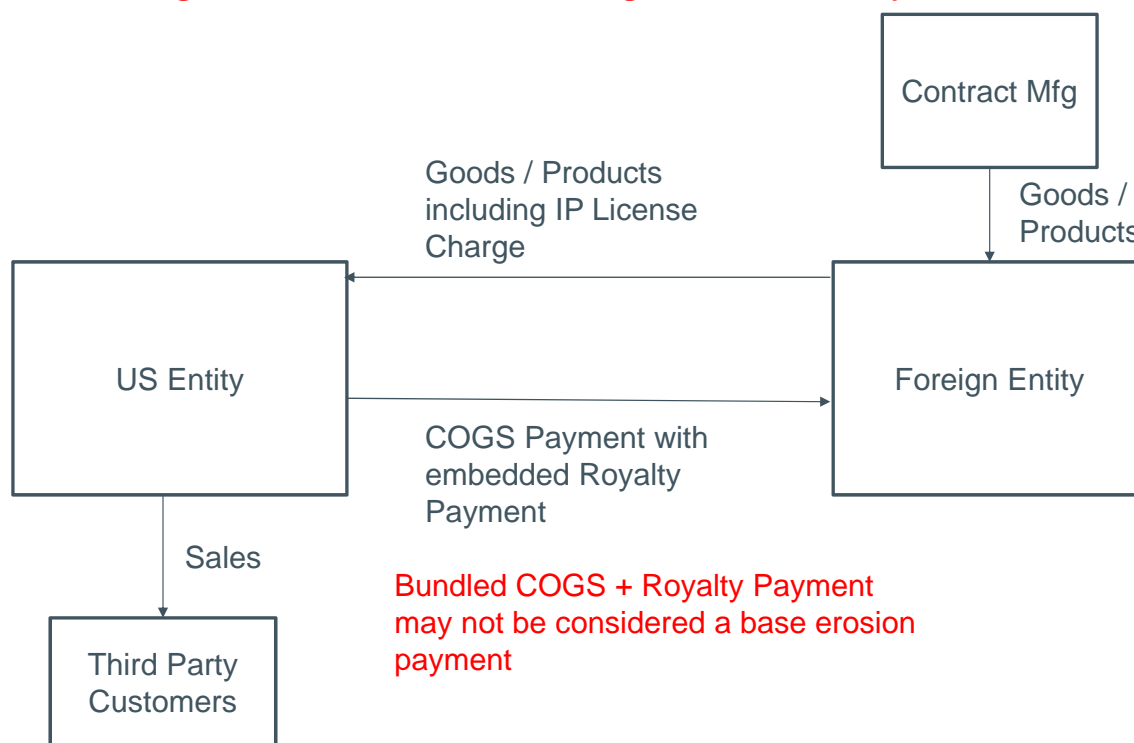 Contract Mfg
Goods / Products
including IP License
Charge
Goods /
Products
US Entity
Foreign Entity
COGS Payment with
embedded Royalty
Payment
Sales
Bundled COGS + Royalty Payment
may not be considered a base erosion
payment
Third Party
Customers